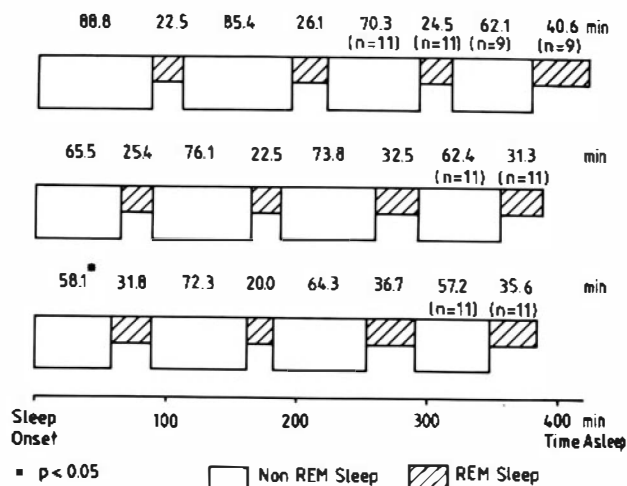 88.8 22.5 85.4 26.1 70.3 24.5 62.1 40.6 min
(n=11) (n=11) (n=9) (n=9)
65.5 25.4 76.1 22.5 73.8 32.5 62.4 31.3 min
(n=11) (n=11)
58.1▪ 31.8 72.3 20.0 64.3 36.7 57.2 35.6 min
(n=11) (n=11)
Sleep Onset 100 200 300 400 min
Time Asleep
▪ p < 0.05 Non REM Sleep REM Sleep